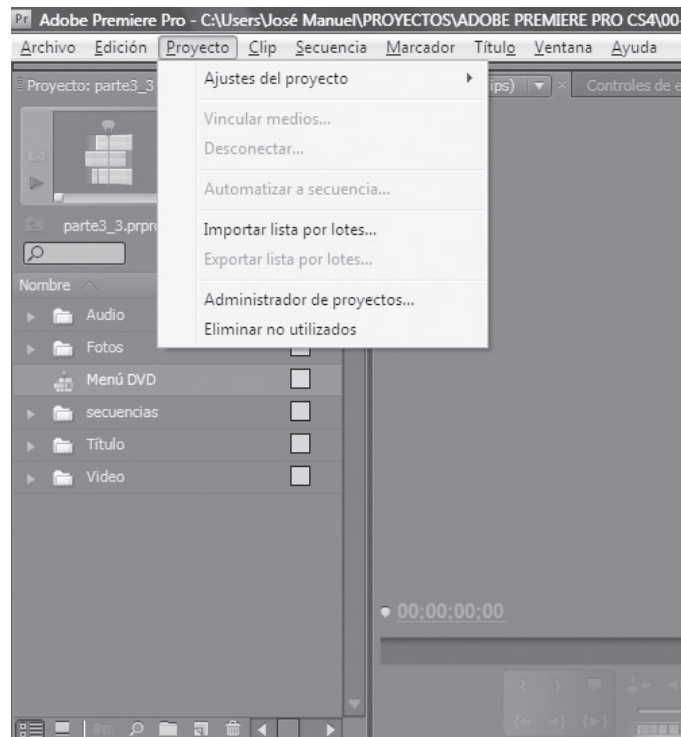 Pr Adobe Premiere Pro - C:\Users\José Manuel\PROYECTOS\ADOBE PREMIERE PRO CS4\00-
Archivo Edición Proyecto Clip Secuencia Marcador Título Ventana Ayuda
Proyecto: parte3_3
ips)
Controles de e
Ajustes del proyecto
Vincular medios...
Desconectar...
Automatizar a secuencia...
Importar lista por lotes...
Exportar lista por lotes...
Administrador de proyectos...
Eliminar no utilizados
parte3_3.prpro
Nombre
Audio
Fotos
Menú DVD
secuencias
Título
Video
00;00;00;00